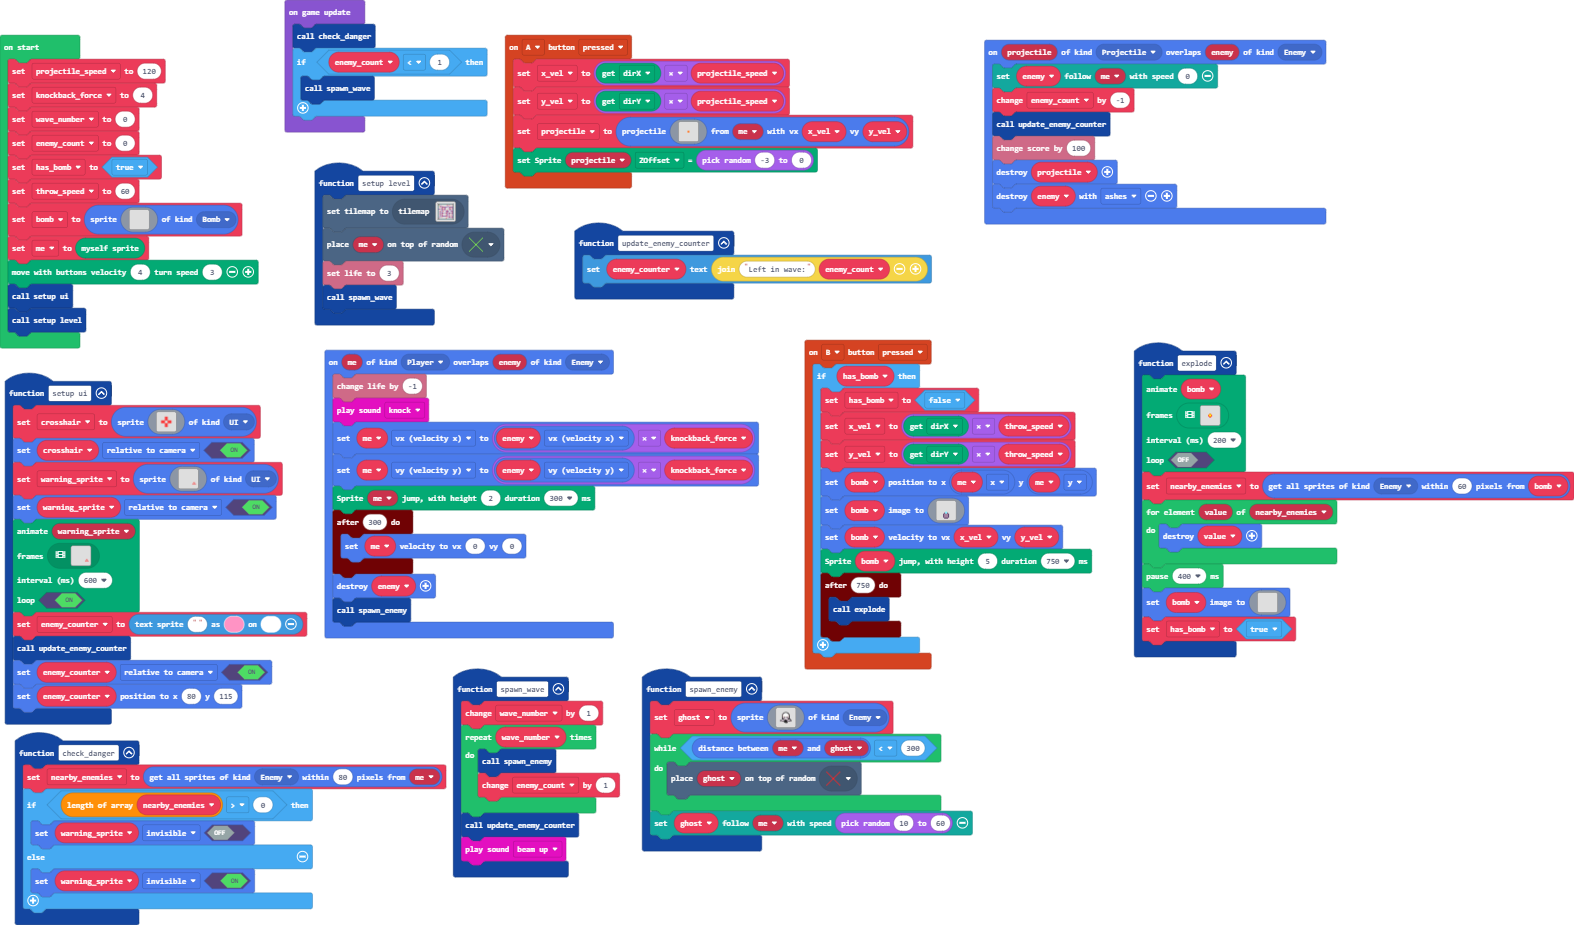 on start
set projectile_speed to 120
set knockback_force to 4
set wave_number to 0
set enemy_count to 0
set has_bomb to true
set throw_speed to 60
set bomb to sprite of kind Bomb
set me to myself sprite
move with buttons velocity 4 turn speed 3
call setup ui
call setup level
on game update
call check_danger
if enemy_count < 1 then
call spawn_wave
function setup level
set tilemap to tilemap
place me on top of random
set life to 3
call spawn_wave
on A button pressed
set x_vel to get dirX × projectile_speed
set y_vel to get dirY × projectile_speed
set projectile to projectile from me with vx x_vel vy y_vel
set Sprite projectile ZOffset = pick random -3 to 0
function update_enemy_counter
set enemy_counter text join "Left in wave:" enemy_count
on projectile of kind Projectile overlaps enemy of kind Enemy
set enemy follow me with speed 0
change enemy_count by -1
call update_enemy_counter
change score by 100
destroy projectile
destroy enemy with ashes
function setup ui
set crosshair to sprite of kind UI
set crosshair relative to camera ON
set warning_sprite to sprite of kind UI
set warning_sprite relative to camera ON
animate warning_sprite
frames
interval (ms) 600
loop ON
set enemy_counter to text sprite " " as on
call update_enemy_counter
set enemy_counter relative to camera ON
set enemy_counter position to x 80 y 115
on me of kind Player overlaps enemy of kind Enemy
change life by -1
play sound knock
set me vx (velocity x) to enemy vx (velocity x) × knockback_force
set me vy (velocity y) to enemy vy (velocity y) × knockback_force
Sprite me jump, with height 2 duration 300 ms
after 300 do
set me velocity to vx 0 vy 0
destroy enemy
call spawn_enemy
on B button pressed
if has_bomb then
set has_bomb to false
set x_vel to get dirX × throw_speed
set y_vel to get dirY × throw_speed
set bomb position to x me x y me y
set bomb image to
set bomb velocity to vx x_vel vy y_vel
Sprite bomb jump, with height 5 duration 750 ms
after 750 do
call explode
function explode
animate bomb
frames
interval (ms) 200
loop OFF
set nearby_enemies to get all sprites of kind Enemy within 60 pixels from bomb
for element value of nearby_enemies
do destroy value
pause 400 ms
set bomb image to
set has_bomb to true
function check_danger
set nearby_enemies to get all sprites of kind Enemy within 80 pixels from me
if length of array nearby_enemies > 0 then
set warning_sprite invisible OFF
else
set warning_sprite invisible ON
function spawn_wave
change wave_number by 1
repeat wave_number times
do call spawn_enemy
change enemy_count by 1
call update_enemy_counter
play sound beam up
function spawn_enemy
set ghost to sprite of kind Enemy
while distance between me and ghost < 300
do place ghost on top of random
set ghost follow me with speed pick random 10 to 60